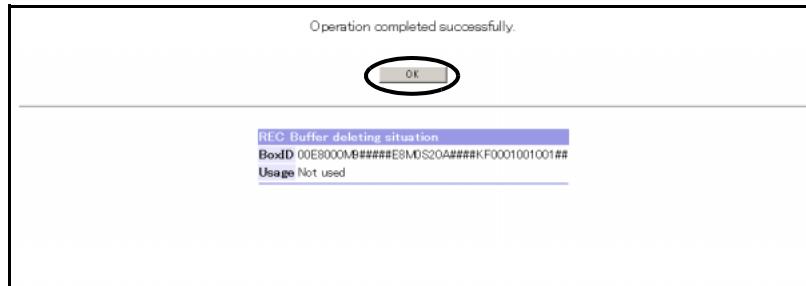 Operation completed successfully.
OK
REC Buffer deleting situation
BoxID 00E8000M9#####E8M0S20A####KF0001001001##
Usage Not used